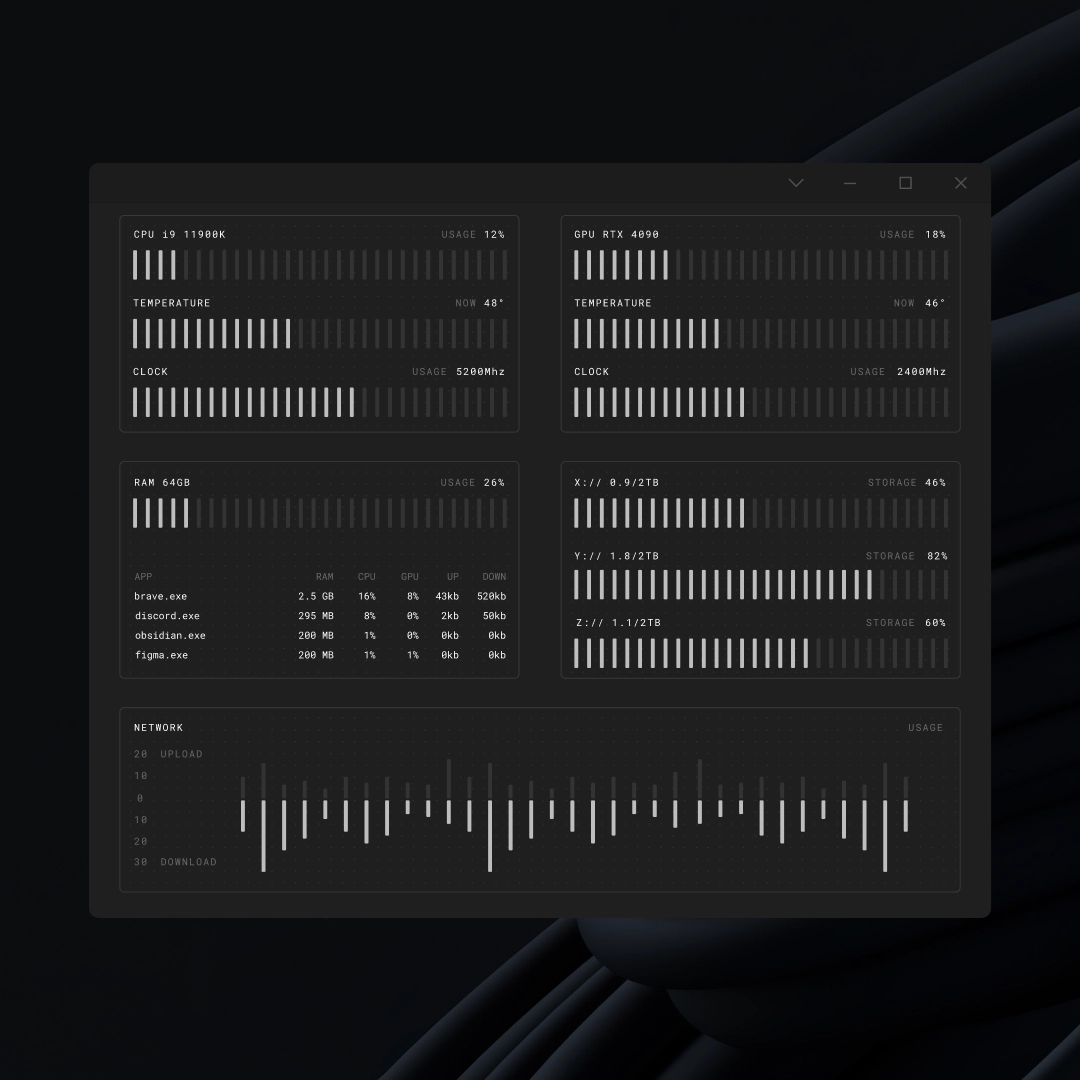 CPU i9 11900K USAGE 12%
TEMPERATURE NOW 48°
CLOCK USAGE 5200Mhz
GPU RTX 4090 USAGE 18%
TEMPERATURE NOW 46°
CLOCK USAGE 2400Mhz
RAM 64GB USAGE 26%
APP RAM CPU GPU UP DOWN
brave.exe 2.5 GB 16% 8% 43kb 520kb
discord.exe 295 MB 8% 0% 2kb 50kb
obsidian.exe 200 MB 1% 0% 0kb 0kb
figma.exe 200 MB 1% 1% 0kb 0kb
X:// 0.9/2TB STORAGE 46%
Y:// 1.8/2TB STORAGE 82%
Z:// 1.1/2TB STORAGE 60%
NETWORK USAGE
20 UPLOAD
10
0
10
20
30 DOWNLOAD